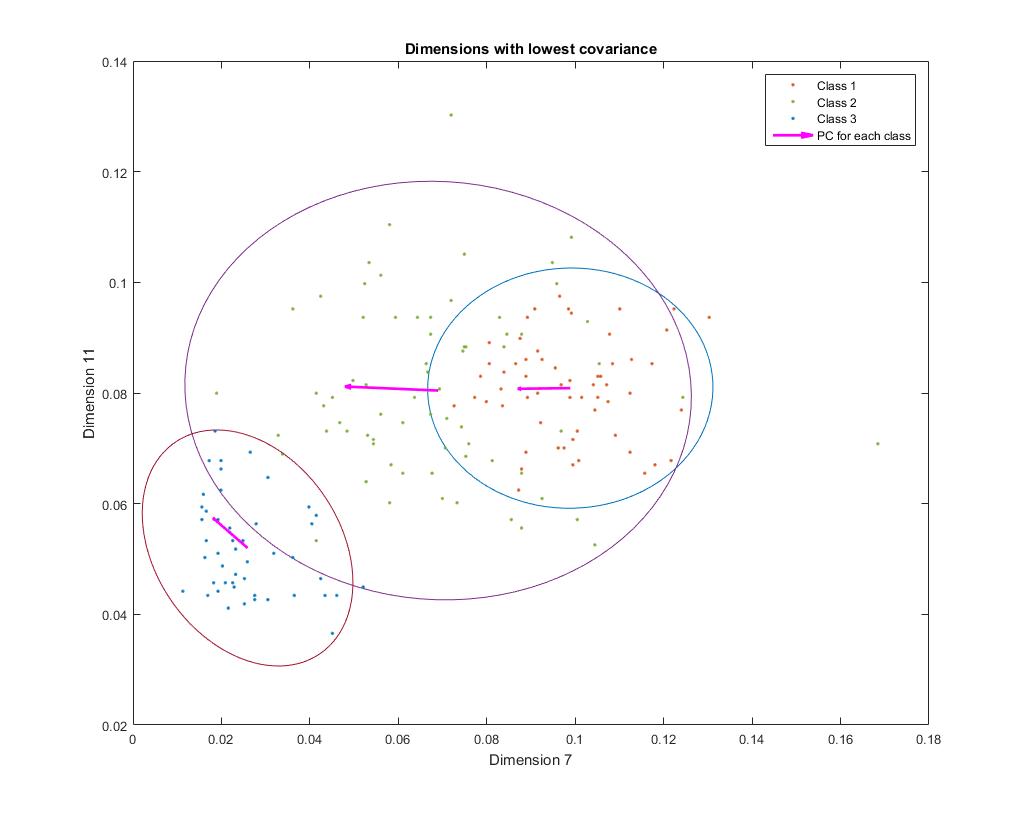 Dimensions with lowest covariance
0.14
0.12
0.1
0.08
0.06
0.04
0.02
Dimension 11
Class 1
Class 2
Class 3
PC for each class
0 0.02 0.04 0.06 0.08 0.1 0.12 0.14 0.16 0.18
Dimension 7